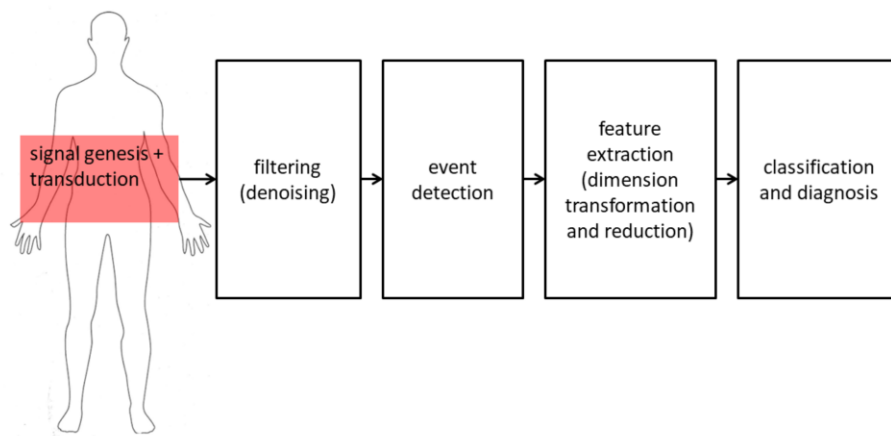 signal genesis +
transduction
filtering
(denoising)
event
detection
feature
extraction
(dimension
transformation
and reduction)
classification
and diagnosis